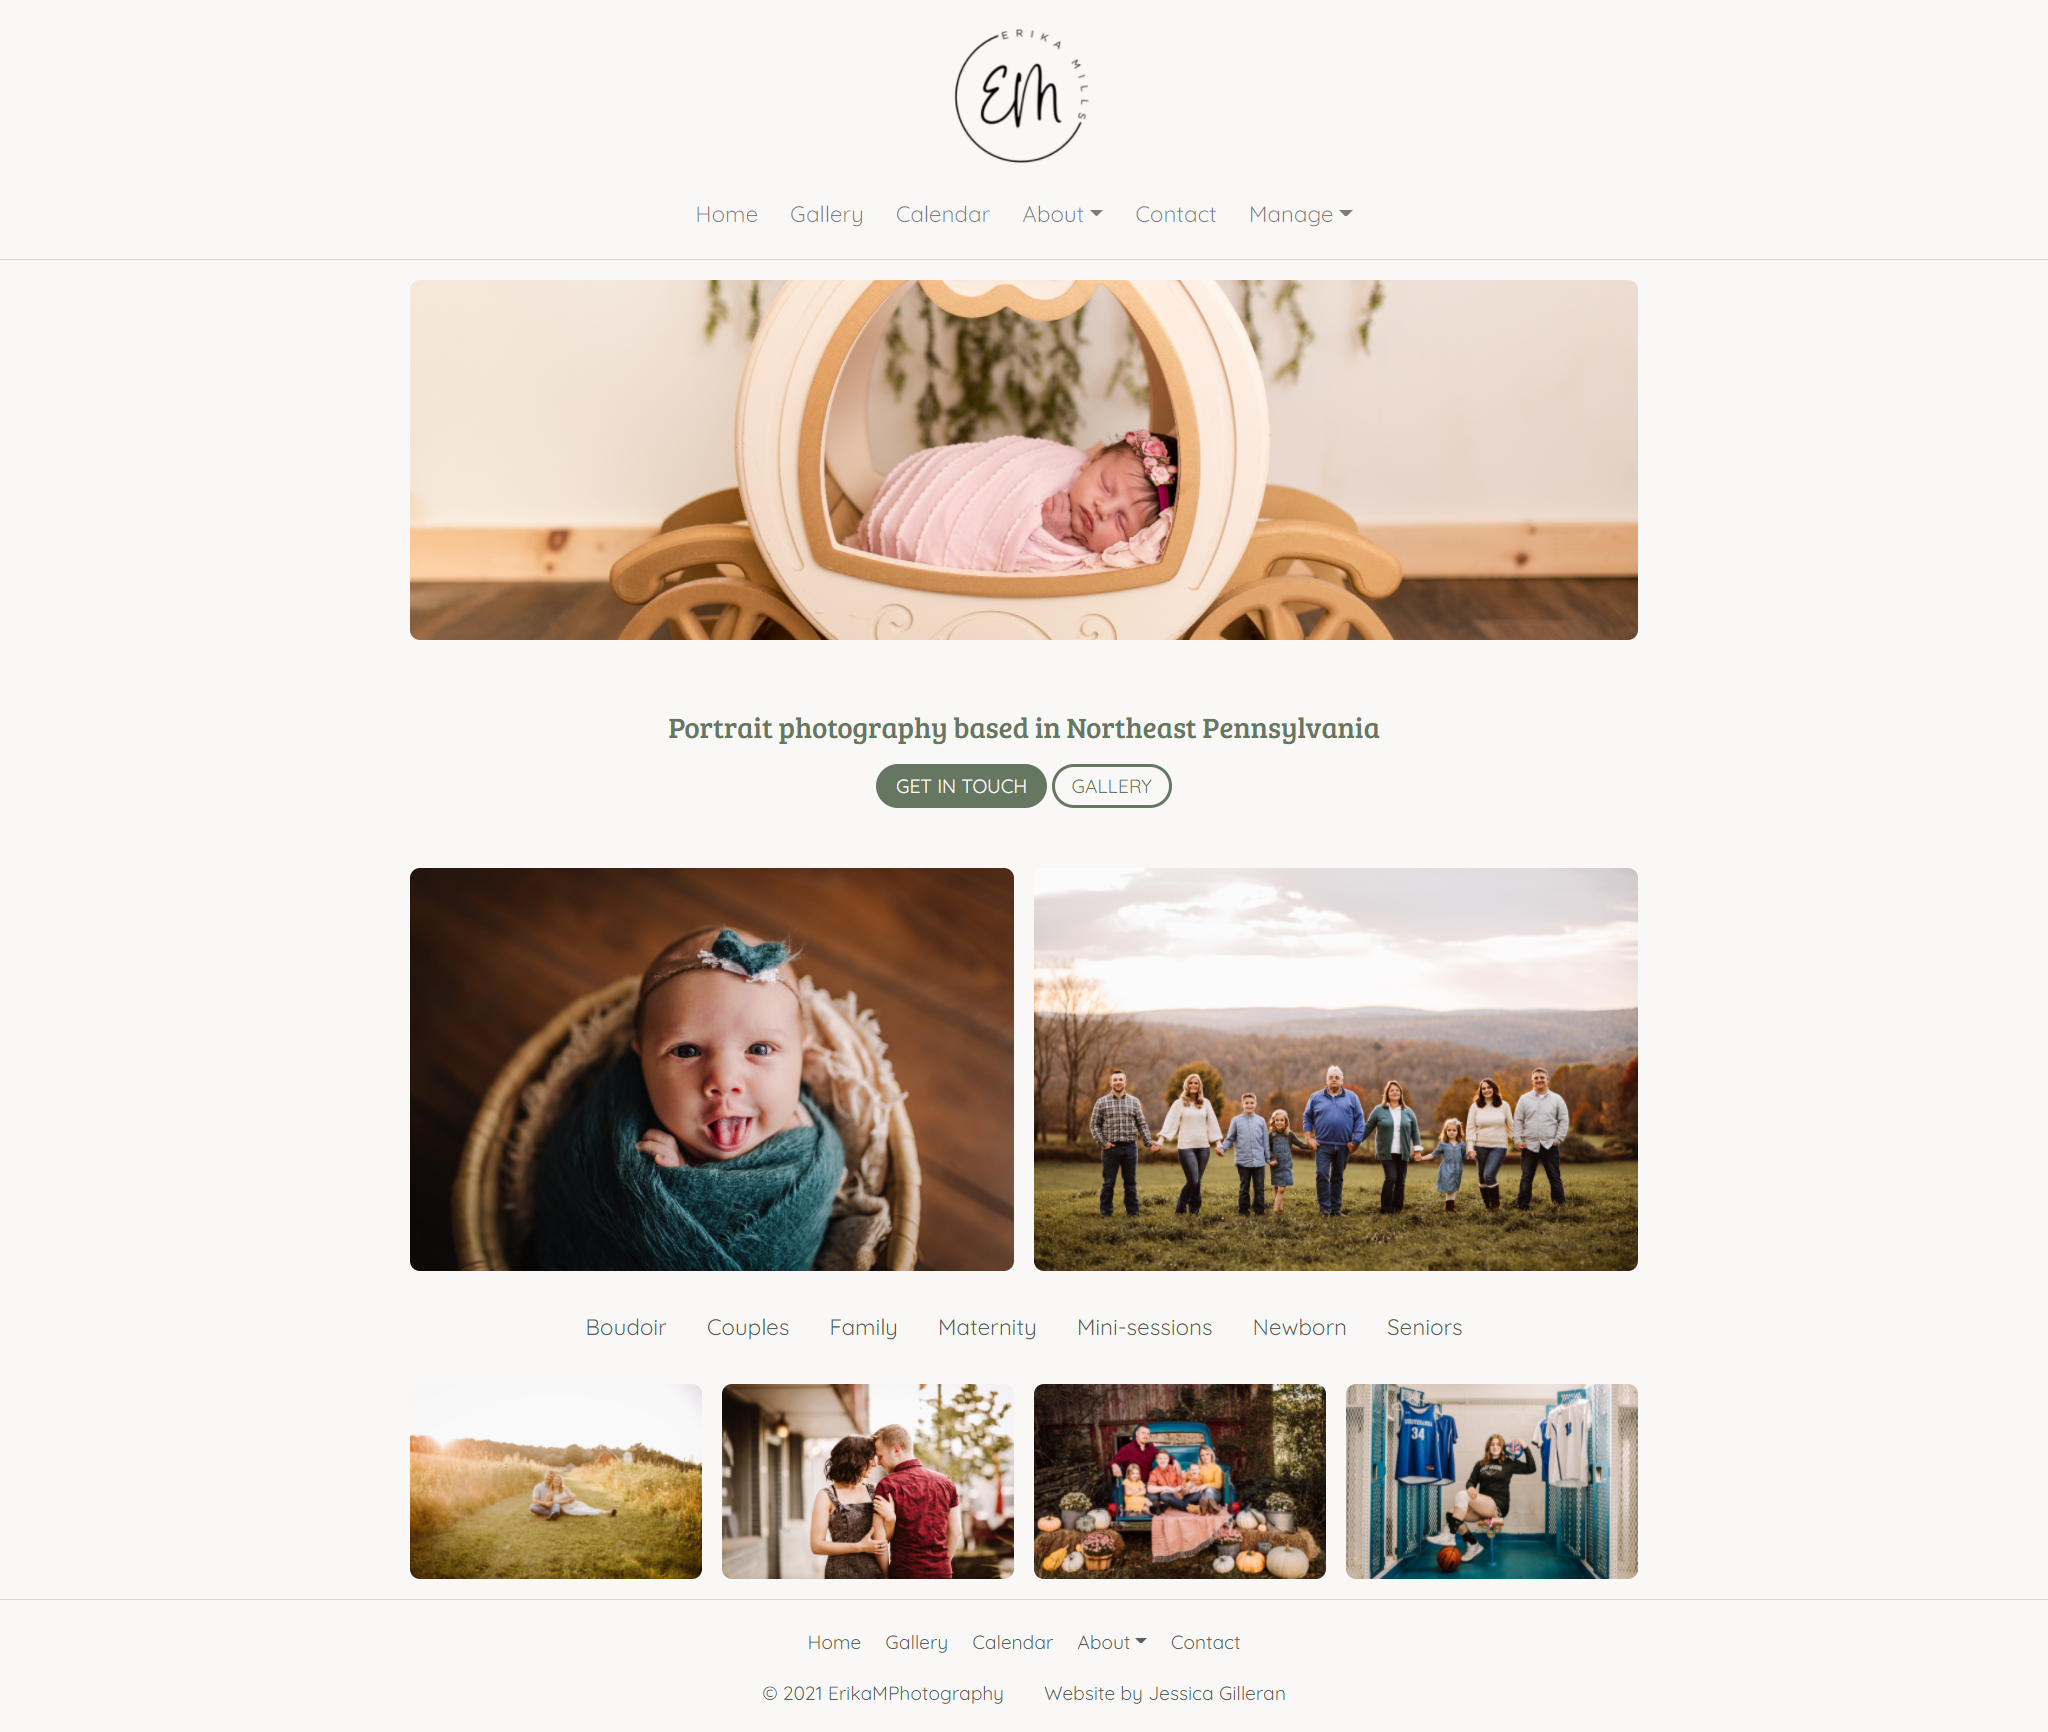 ERIKA MILLS
EM
Home Gallery Calendar About Contact Manage
Portrait photography based in Northeast Pennsylvania
GET IN TOUCH GALLERY
Boudoir Couples Family Maternity Mini-sessions Newborn Seniors
34
Home Gallery Calendar About Contact
© 2021 ErikaMPhotography Website by Jessica Gilleran